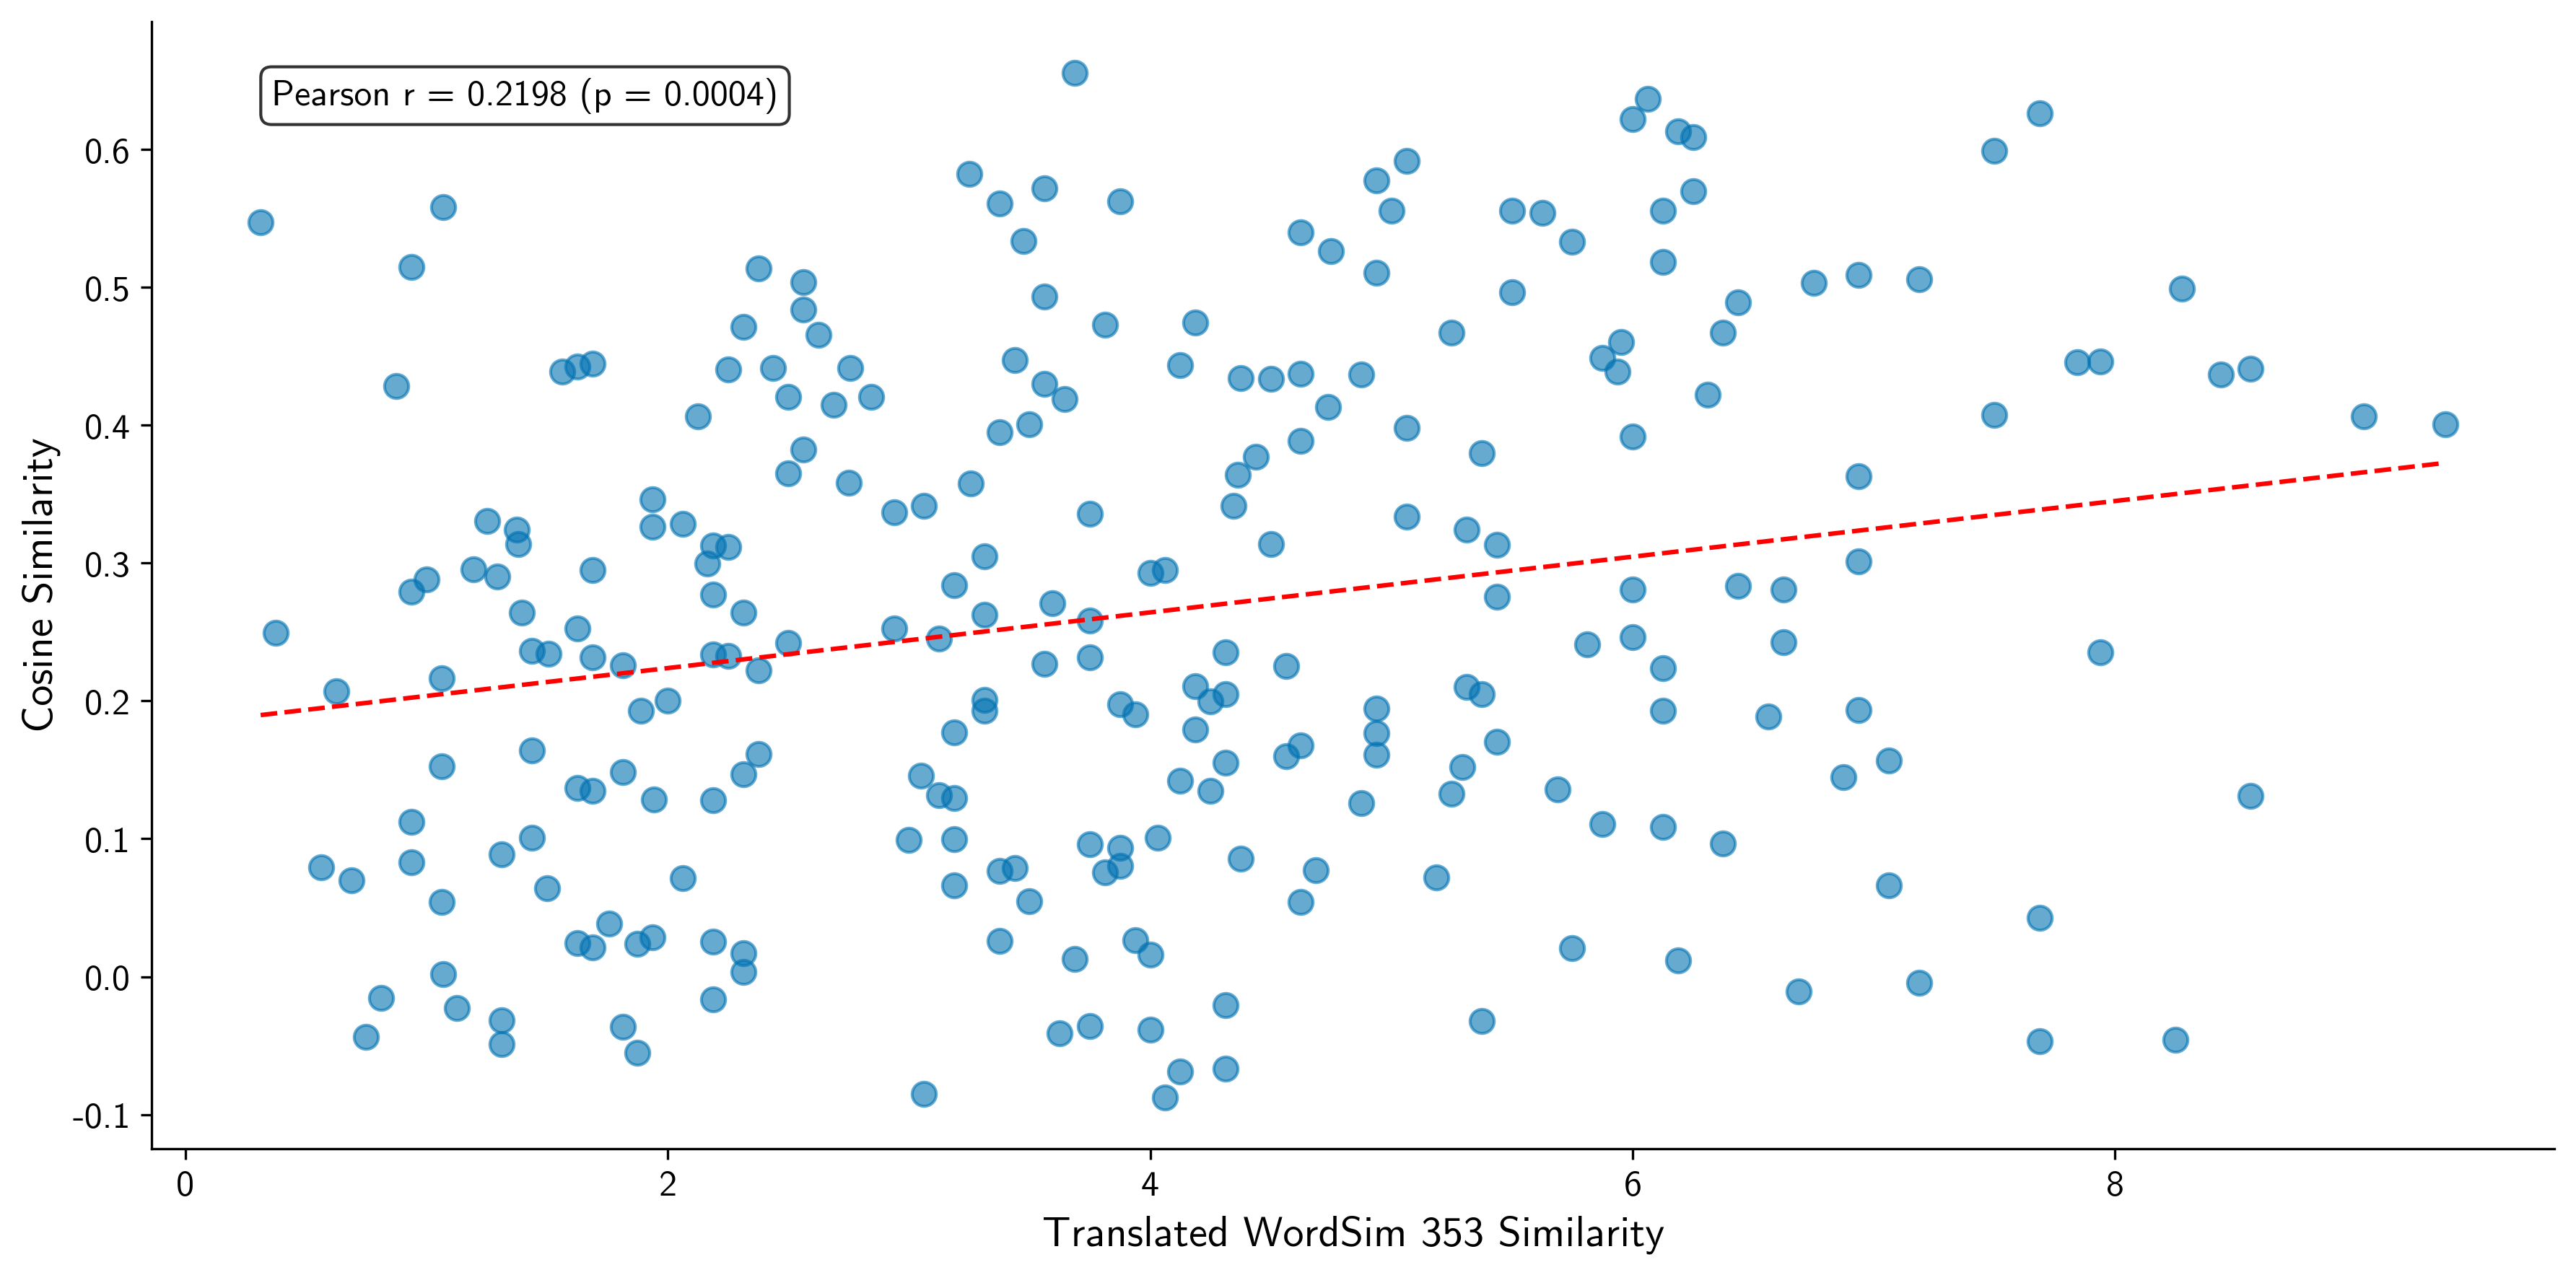 Pearson r = 0.2198 (p = 0.0004)
0.6
0.5
0.4
0.3
0.2
0.1
0.0
-0.1
Cosine Similarity
0 2 4 6 8
Translated WordSim 353 Similarity